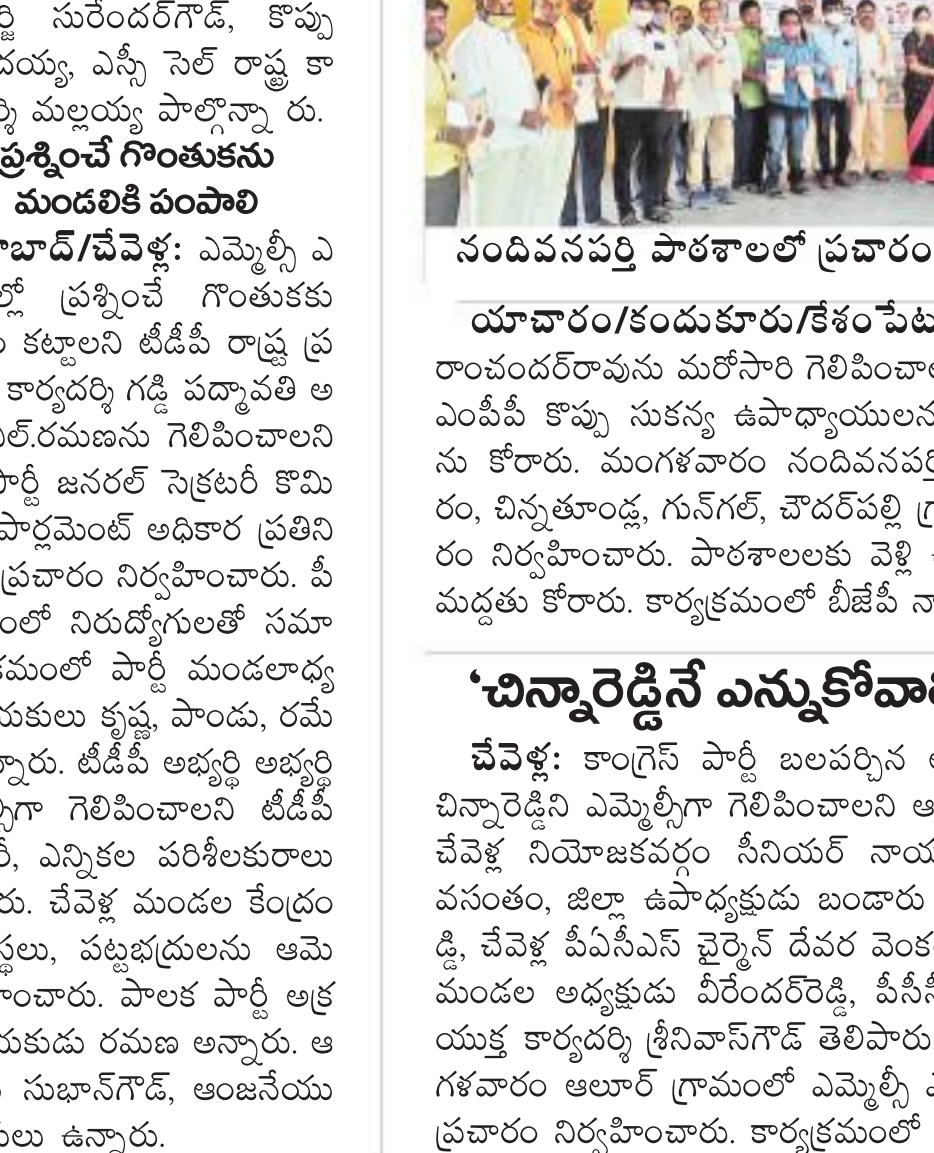 సురేందర్‌గౌడ్, కొప్పు
ఎస్సీ సెల్ రాష్ట్ర కా
మల్లయ్య పాల్గొన్నా రు.
ప్రశ్నించే గొంతుకను
మండలికి పంపాలి
బాద్/చేవెళ్ల: ఎమ్మెల్సీ ఎ
ల్లో ప్రశ్నించే గొంతుకకు
కట్టాలని టీడీపీ రాష్ట్ర ప్ర
కార్యదర్శి గడ్డి పద్మావతి అ
ల్.రమణను గెలిపించాలని
పార్టీ జనరల్ సెక్రటరీ కొమి
పార్లమెంట్ అధికార ప్రతిని
ప్రచారం నిర్వహించారు. పీ
లో నిరుద్యోగులతో సమా
క్రమంలో పార్టీ మండలాధ్య
యకులు కృష్ణ, పాండు, రమే
న్నారు. టీడీపీ అభ్యర్థి అభ్యర్థి
గా గెలిపించాలని టీడీపీ
రీ, ఎన్నికల పరిశీలకురాలు
రు. చేవెళ్ల మండల కేంద్రం
స్థలు, పట్టభద్రులను ఆమె
ంచారు. పాలక పార్టీ అక్ర
యకుడు రమణ అన్నారు. ఆ
సుభాన్‌గౌడ్, ఆంజనేయు
లు ఉన్నారు.
నందివనపర్తి పాఠశాలలో ప్రచారం
యాచారం/కందుకూరు/కేశంపేట
రాంచందర్‌రావును మరోసారి గెలిపించాల
ఎంపీపీ కొప్పు సుకన్య ఉపాధ్యాయులన
ను కోరారు. మంగళవారం నందివనపర్తి
రం, చిన్నతూండ్ల, గున్‌గల్, చౌదర్‌పల్లి గ్ర
రం నిర్వహించారు. పాఠశాలలకు వెళ్లి
మద్దతు కోరారు. కార్యక్రమంలో బీజేపీ నా
‘చిన్నారెడ్డినే ఎన్నుకోవా
చేవెళ్ల: కాంగ్రెస్ పార్టీ బలపర్చిన
చిన్నారెడ్డిని ఎమ్మెల్సీగా గెలిపించాలని ఆ
చేవెళ్ల నియోజకవర్గం సీనియర్ నాయ
వసంతం, జిల్లా ఉపాధ్యక్షుడు బండారు
డ్డి, చేవెళ్ల పీఏసీఎస్ చైర్మెన్ దేవర వెంక
మండల అధ్యక్షుడు వీరేందర్‌రెడ్డి, పీసీసీ
యుక్త కార్యదర్శి శ్రీనివాస్‌గౌడ్ తెలిపారు.
గళవారం ఆలూర్ గ్రామంలో ఎమ్మెల్సీ
ప్రచారం నిర్వహించారు. కార్యక్రమంలో